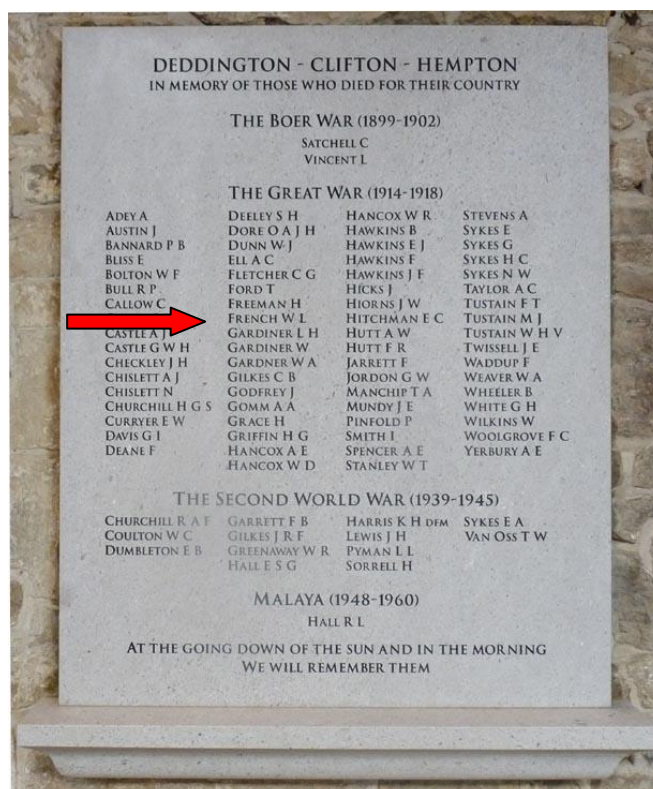 DEDDINGTON - CLIFTON - HEMPTON
IN MEMORY OF THOSE WHO DIED FOR THEIR COUNTRY
THE BOER WAR (1899-1902)
SATCHELL C
VINCENT L
THE GREAT WAR (1914-1918)
ADEY A
AUSTIN J
BANNARD P B
BLISS E
BOLTON W F
BULL R P
CALLOW C
CASTLE A J
CASTLE G W H
CHECKLEY J H
CHISLETT A J
CHISLETT N
CHURCHILL H G S
CURRYER E W
DAVIS G I
DEANE F
DEELEY S H
DORE O A J H
DUNN W J
ELL A C
FLETCHER C G
FORD T
FREEMAN H
FRENCH W L
GARDINER L H
GARDINER W
GARDNER W A
GILKES C B
GODFREY J
GOMM A A
GRACE H
GRIFFIN H G
HANCOX A E
HANCOX W D
HANCOX W R
HAWKINS B
HAWKINS E J
HAWKINS F
HAWKINS J F
HICKS J
HIORNS J W
HITCHMAN E C
HUTT A W
HUTT F R
JARRETT F
JORDON G W
MANCHIP T A
MUNDY J E
PINFOLD P
SMITH I
SPENCER A E
STANLEY W T
STEVENS A
SYKES E
SYKES G
SYKES H C
SYKES N W
TAYLOR A C
TUSTAIN F T
TUSTAIN M J
TUSTAIN W H V
TWISSELL J E
WADDUP F
WEAVER W A
WHEELER B
WHITE G H
WILKINS W
WOOLGROVE F C
YERBURY A E
THE SECOND WORLD WAR (1939-1945)
CHURCHILL R A F
COULTON W C
DUMBLETON E B
GARRETT F B
GILKES J R F
GREENAWAY W R
HALL E S G
HARRIS K H DFM
LEWIS J H
PYMAN L L
SORRELL H
SYKES E A
VAN OSS T W
MALAYA (1948-1960)
HALL R L
AT THE GOING DOWN OF THE SUN AND IN THE MORNING
WE WILL REMEMBER THEM